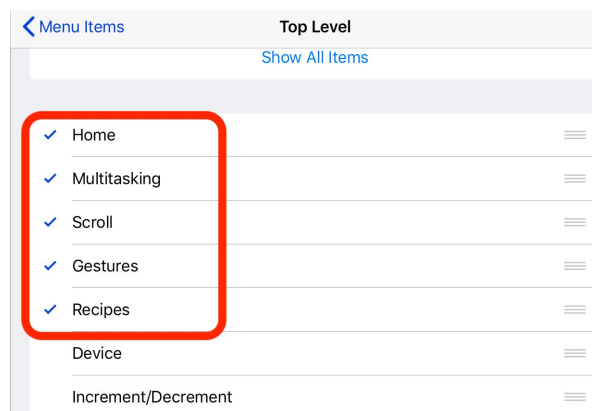 Menu Items
Top Level
Show All Items
Home
Multitasking
Scroll
Gestures
Recipes
Device
Increment/Decrement